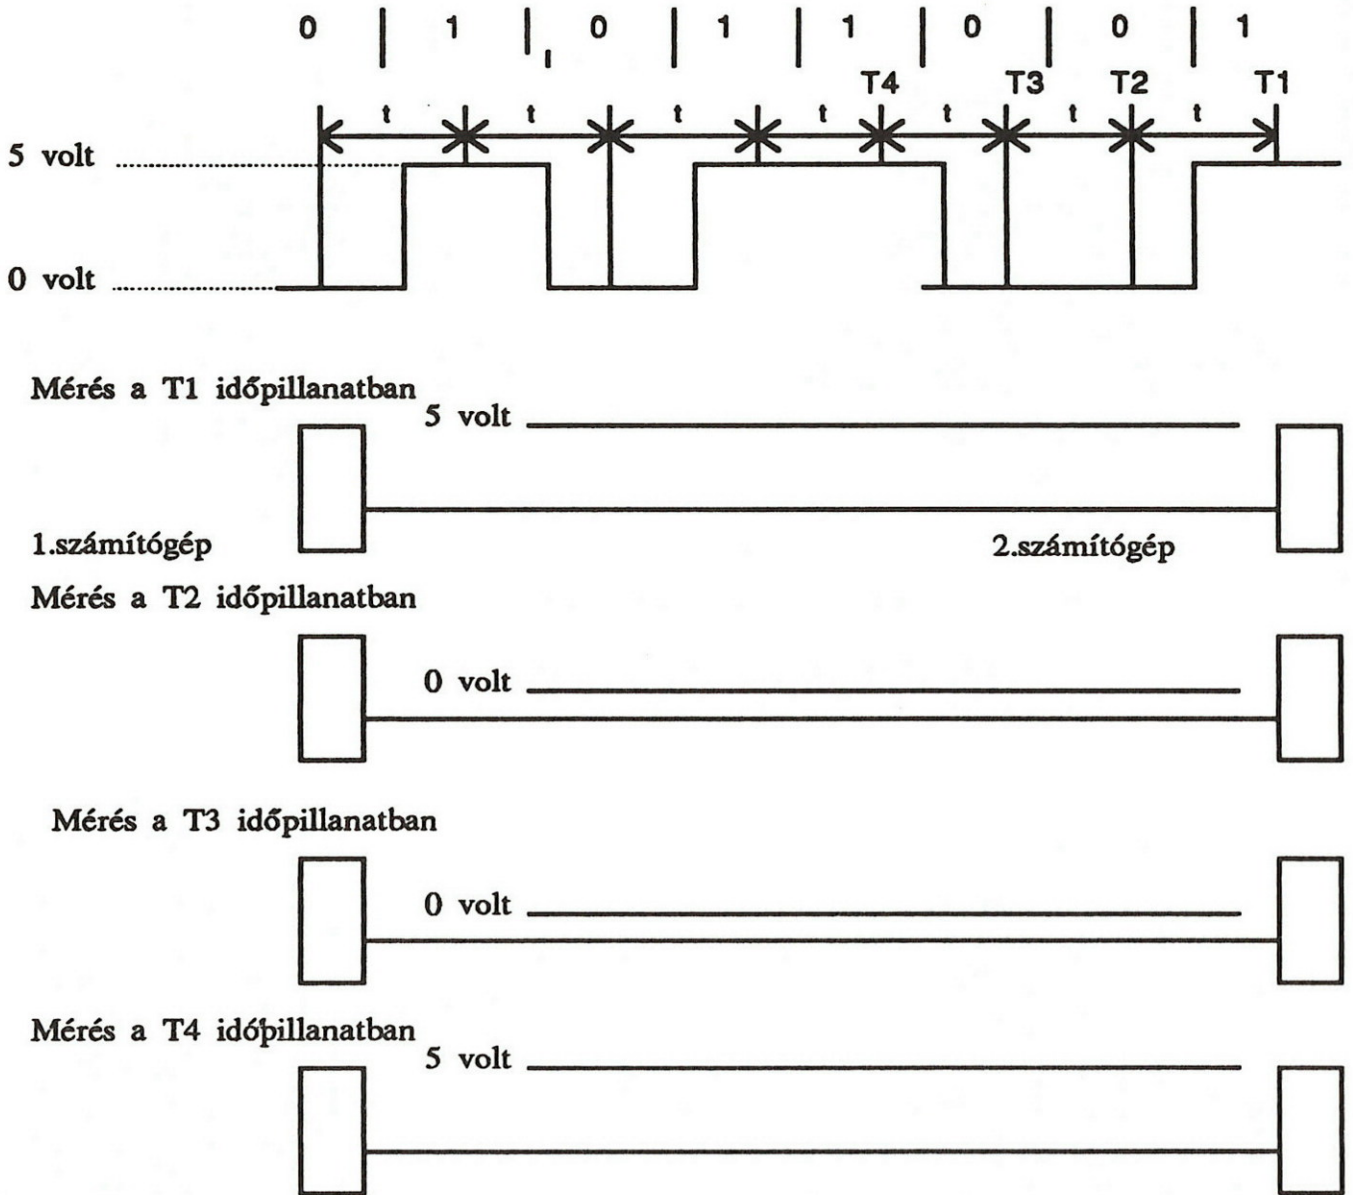 0 | 1 | 0 | 1 | 1 | 0 | 0 | 1
T4 T3 T2 T1
t t t t t t t
5 volt
0 volt
Mérés a T1 időpillanatban
5 volt
1.számítógép 2.számítógép
Mérés a T2 időpillanatban
0 volt
Mérés a T3 időpillanatban
0 volt
Mérés a T4 időpillanatban
5 volt